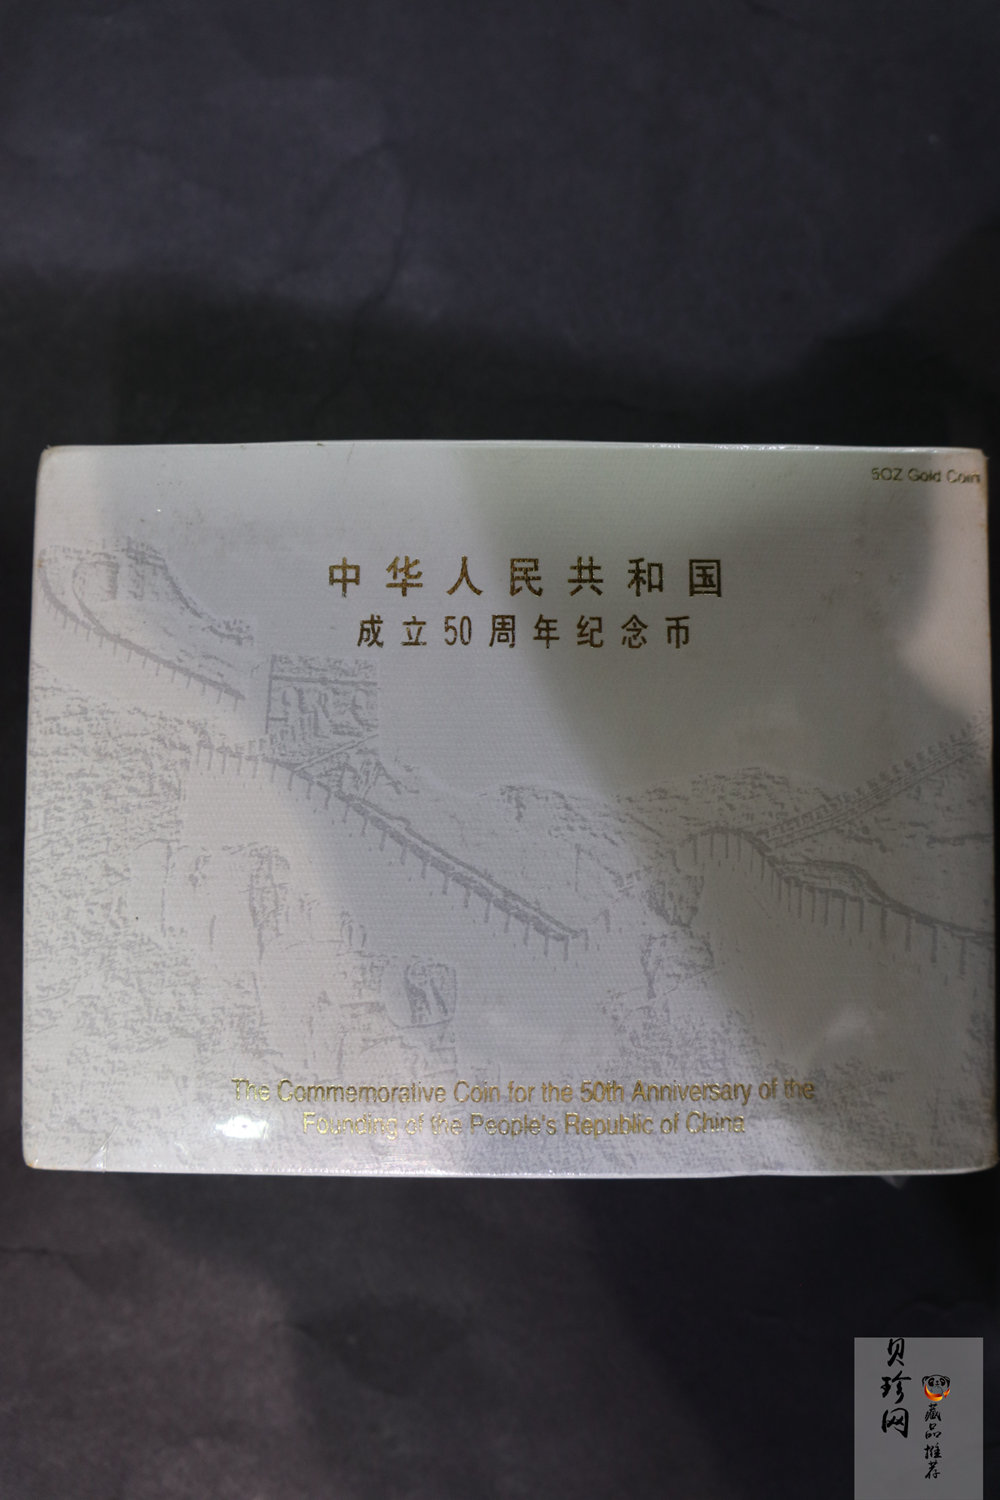 5OZ Gold Coin
中华人民共和国
成立50周年纪念币
The Commemorative Coin for the 50th Anniversary of the
Founding of the People's Republic of China
贝珍网
藏品推荐